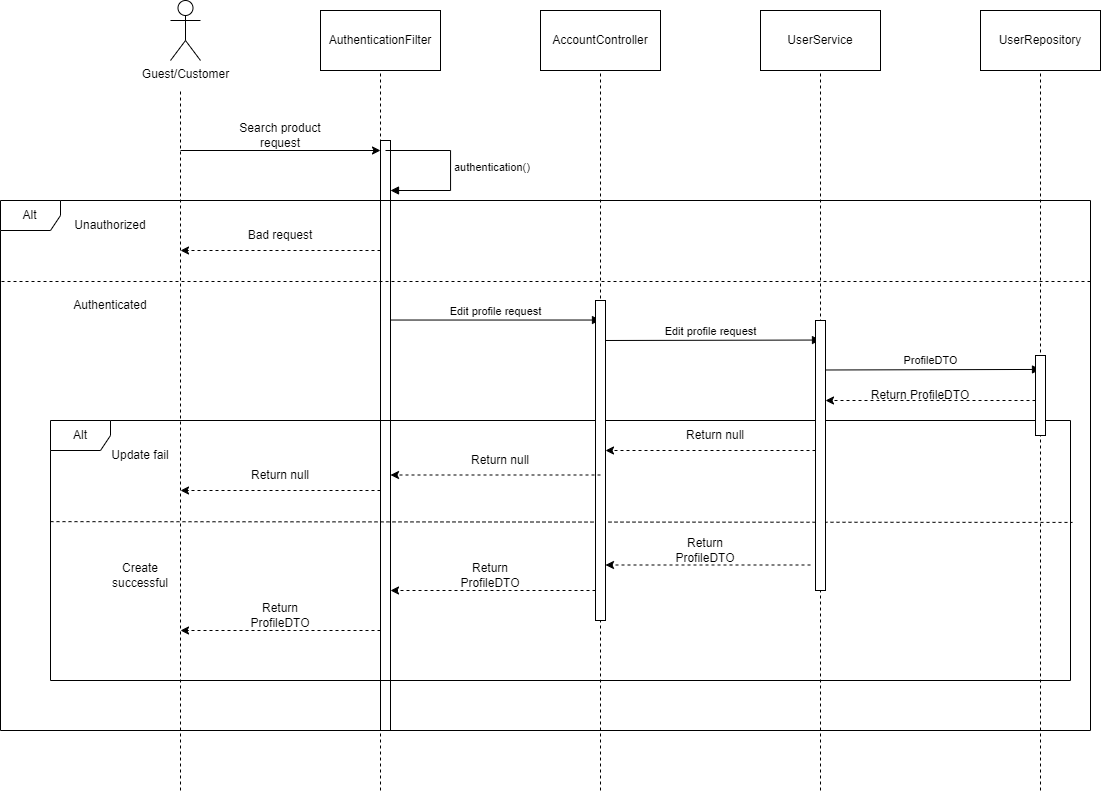 Guest/Customer
AuthenticationFilter
AccountController
UserService
UserRepository
Search product
request
authentication()
Alt
Unauthorized
Bad request
Authenticated
Edit profile request
Edit profile request
ProfileDTO
Return ProfileDTO
Alt
Update fail
Return null
Return null
Return null
Create
successful
Return
ProfileDTO
Return
ProfileDTO
Return
ProfileDTO